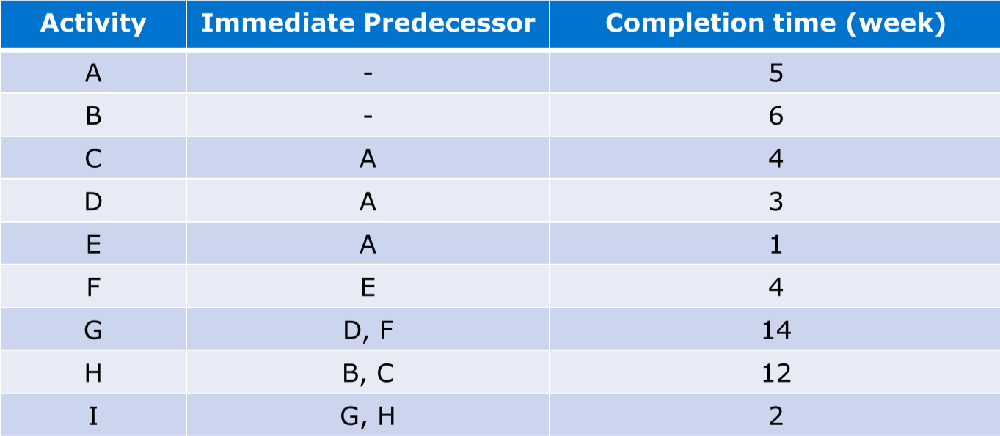 Activity Immediate Predecessor Completion time (week)
A - 5
B - 6
C A 4
D A 3
E A 1
F E 4
G D, F 14
H B, C 12
I G, H 2